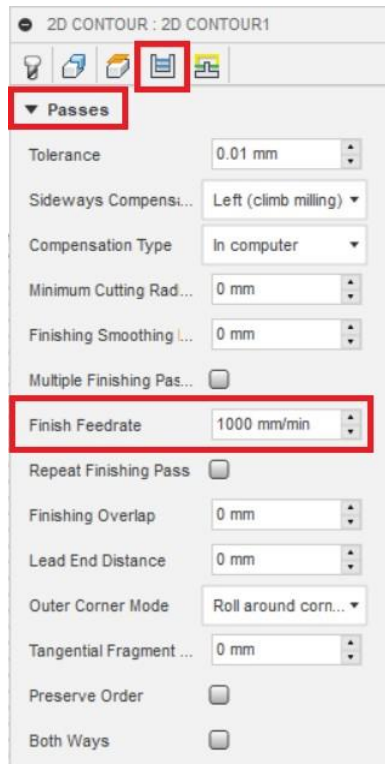 2D CONTOUR : 2D CONTOUR1
Passes
Tolerance 0.01 mm
Sideways Compens... Left (climb milling)
Compensation Type In computer
Minimum Cutting Rad... 0 mm
Finishing Smoothing ... 0 mm
Multiple Finishing Pas...
Finish Feedrate 1000 mm/min
Repeat Finishing Pass
Finishing Overlap 0 mm
Lead End Distance 0 mm
Outer Corner Mode Roll around corn...
Tangential Fragment ... 0 mm
Preserve Order
Both Ways